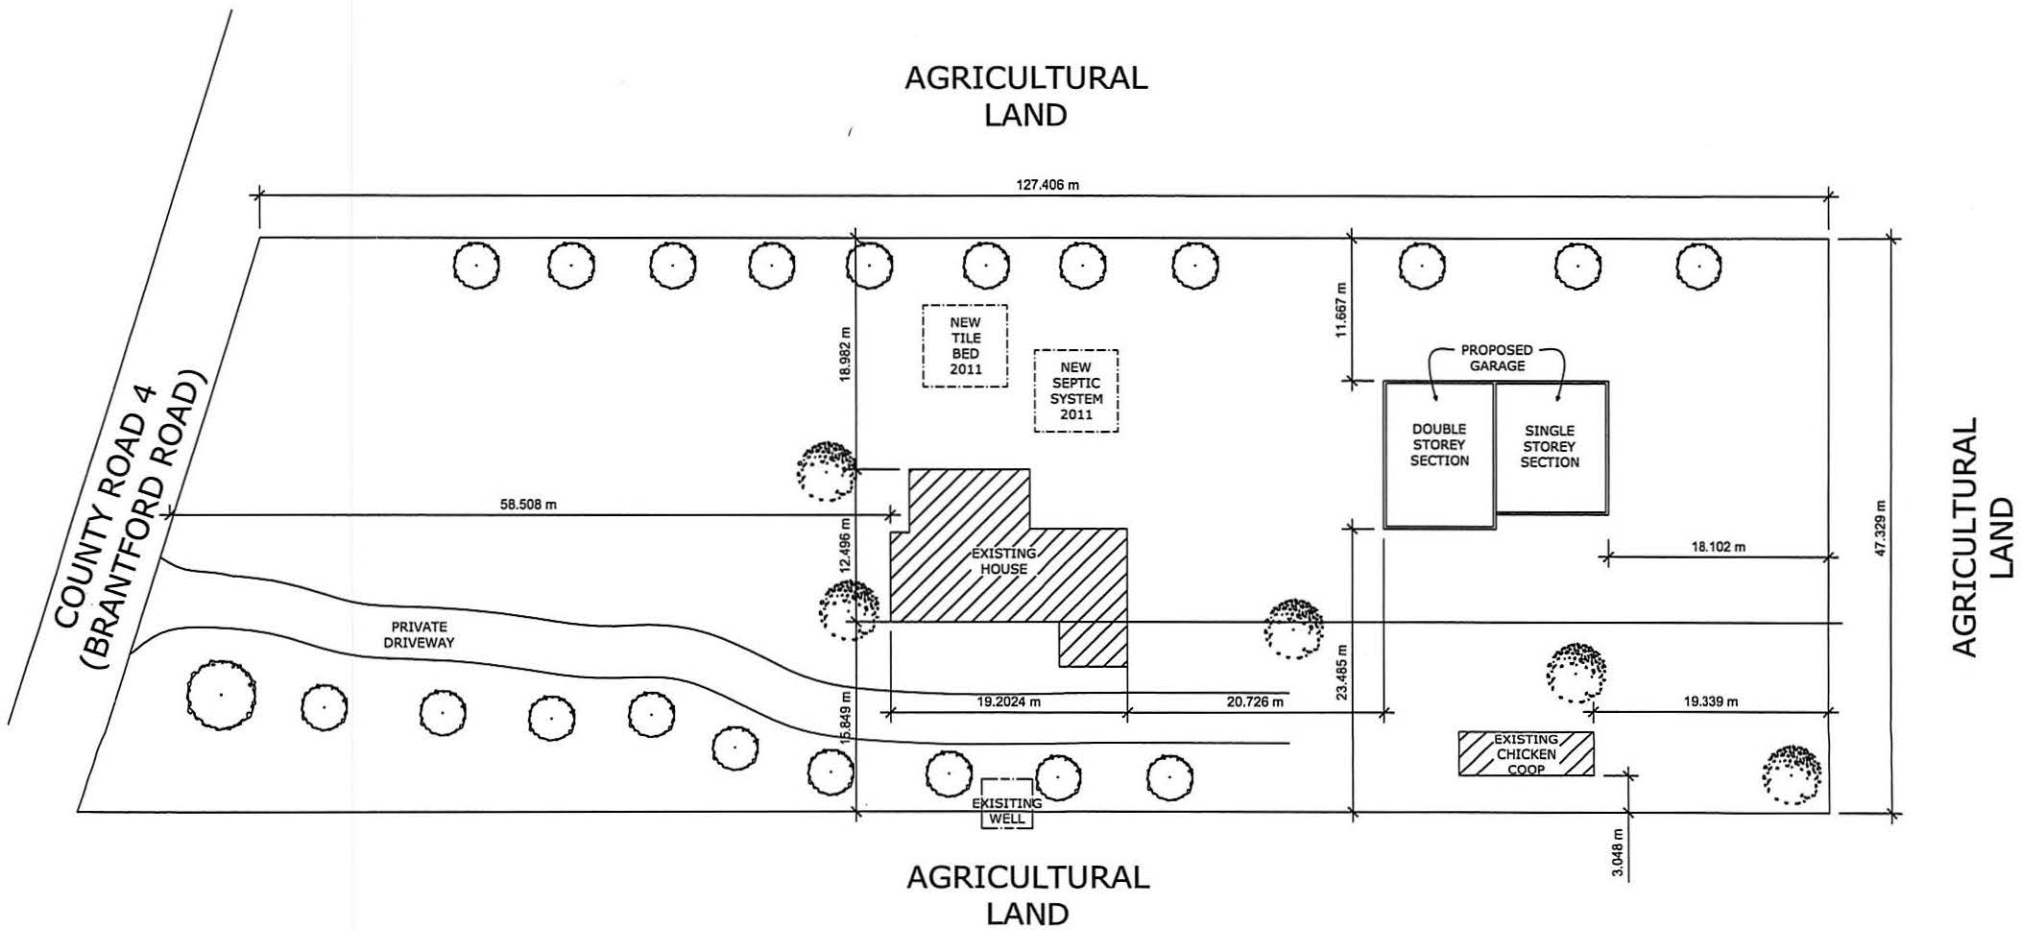 AGRICULTURAL
LAND
127.406 m
COUNTY ROAD 4
(BRANTFORD ROAD)
18.982 m
NEW
TILE
BED
2011
NEW
SEPTIC
SYSTEM
2011
11.667 m
PROPOSED
GARAGE
DOUBLE
STOREY
SECTION
SINGLE
STOREY
SECTION
58.508 m
12.496 m
EXISTING
HOUSE
18.102 m
47.329 m
AGRICULTURAL
LAND
PRIVATE
DRIVEWAY
15.849 m
19.2024 m
20.726 m
23.485 m
19.339 m
EXISTING
CHICKEN
COOP
EXISITING
WELL
3.048 m
AGRICULTURAL
LAND